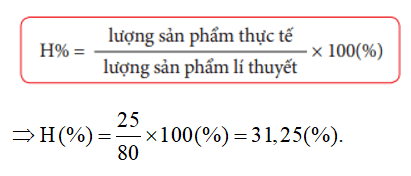 H% = lượng sản phẩm thực tế / lượng sản phẩm lí thuyết × 100(%)
⇒ H(%) = 25/80 ×100(%) = 31,25(%).